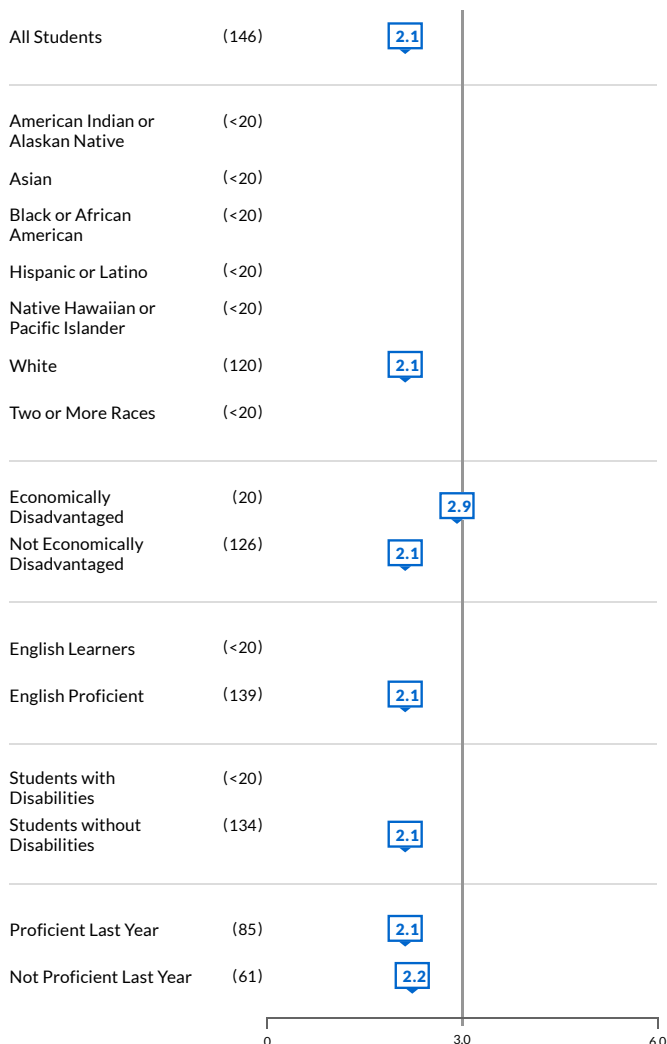 All Students (146) 2.1
American Indian or (<20)
Alaskan Native
Asian (<20)
Black or African (<20)
American
Hispanic or Latino (<20)
Native Hawaiian or (<20)
Pacific Islander
White (120) 2.1
Two or More Races (<20)
Economically (20) 2.9
Disadvantaged
Not Economically (126) 2.1
Disadvantaged
English Learners (<20)
English Proficient (139) 2.1
Students with (<20)
Disabilities
Students without (134) 2.1
Disabilities
Proficient Last Year (85) 2.1
Not Proficient Last Year (61) 2.2
0 3.0 6.0